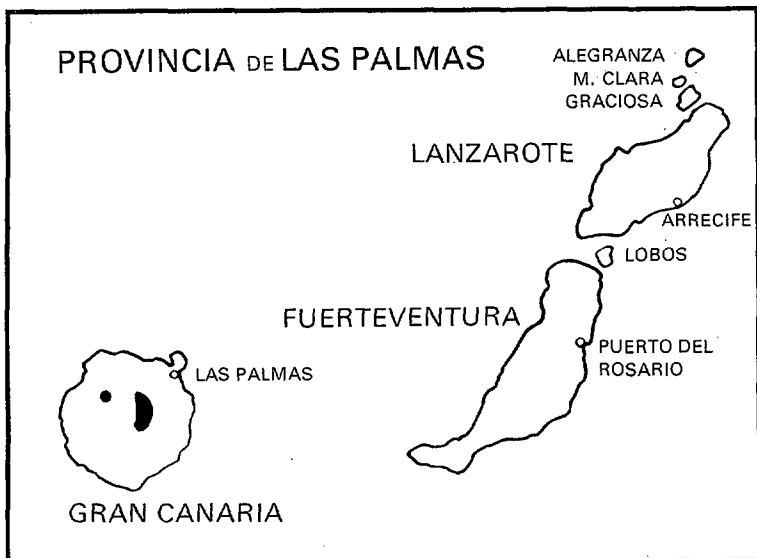 PROVINCIA DE LAS PALMAS
ALEGRANZA
M. CLARA
GRACIOSA
LANZAROTE
ARRECIFE
LOBOS
FUERTEVENTURA
PUERTO DEL
ROSARIO
LAS PALMAS
GRAN CANARIA